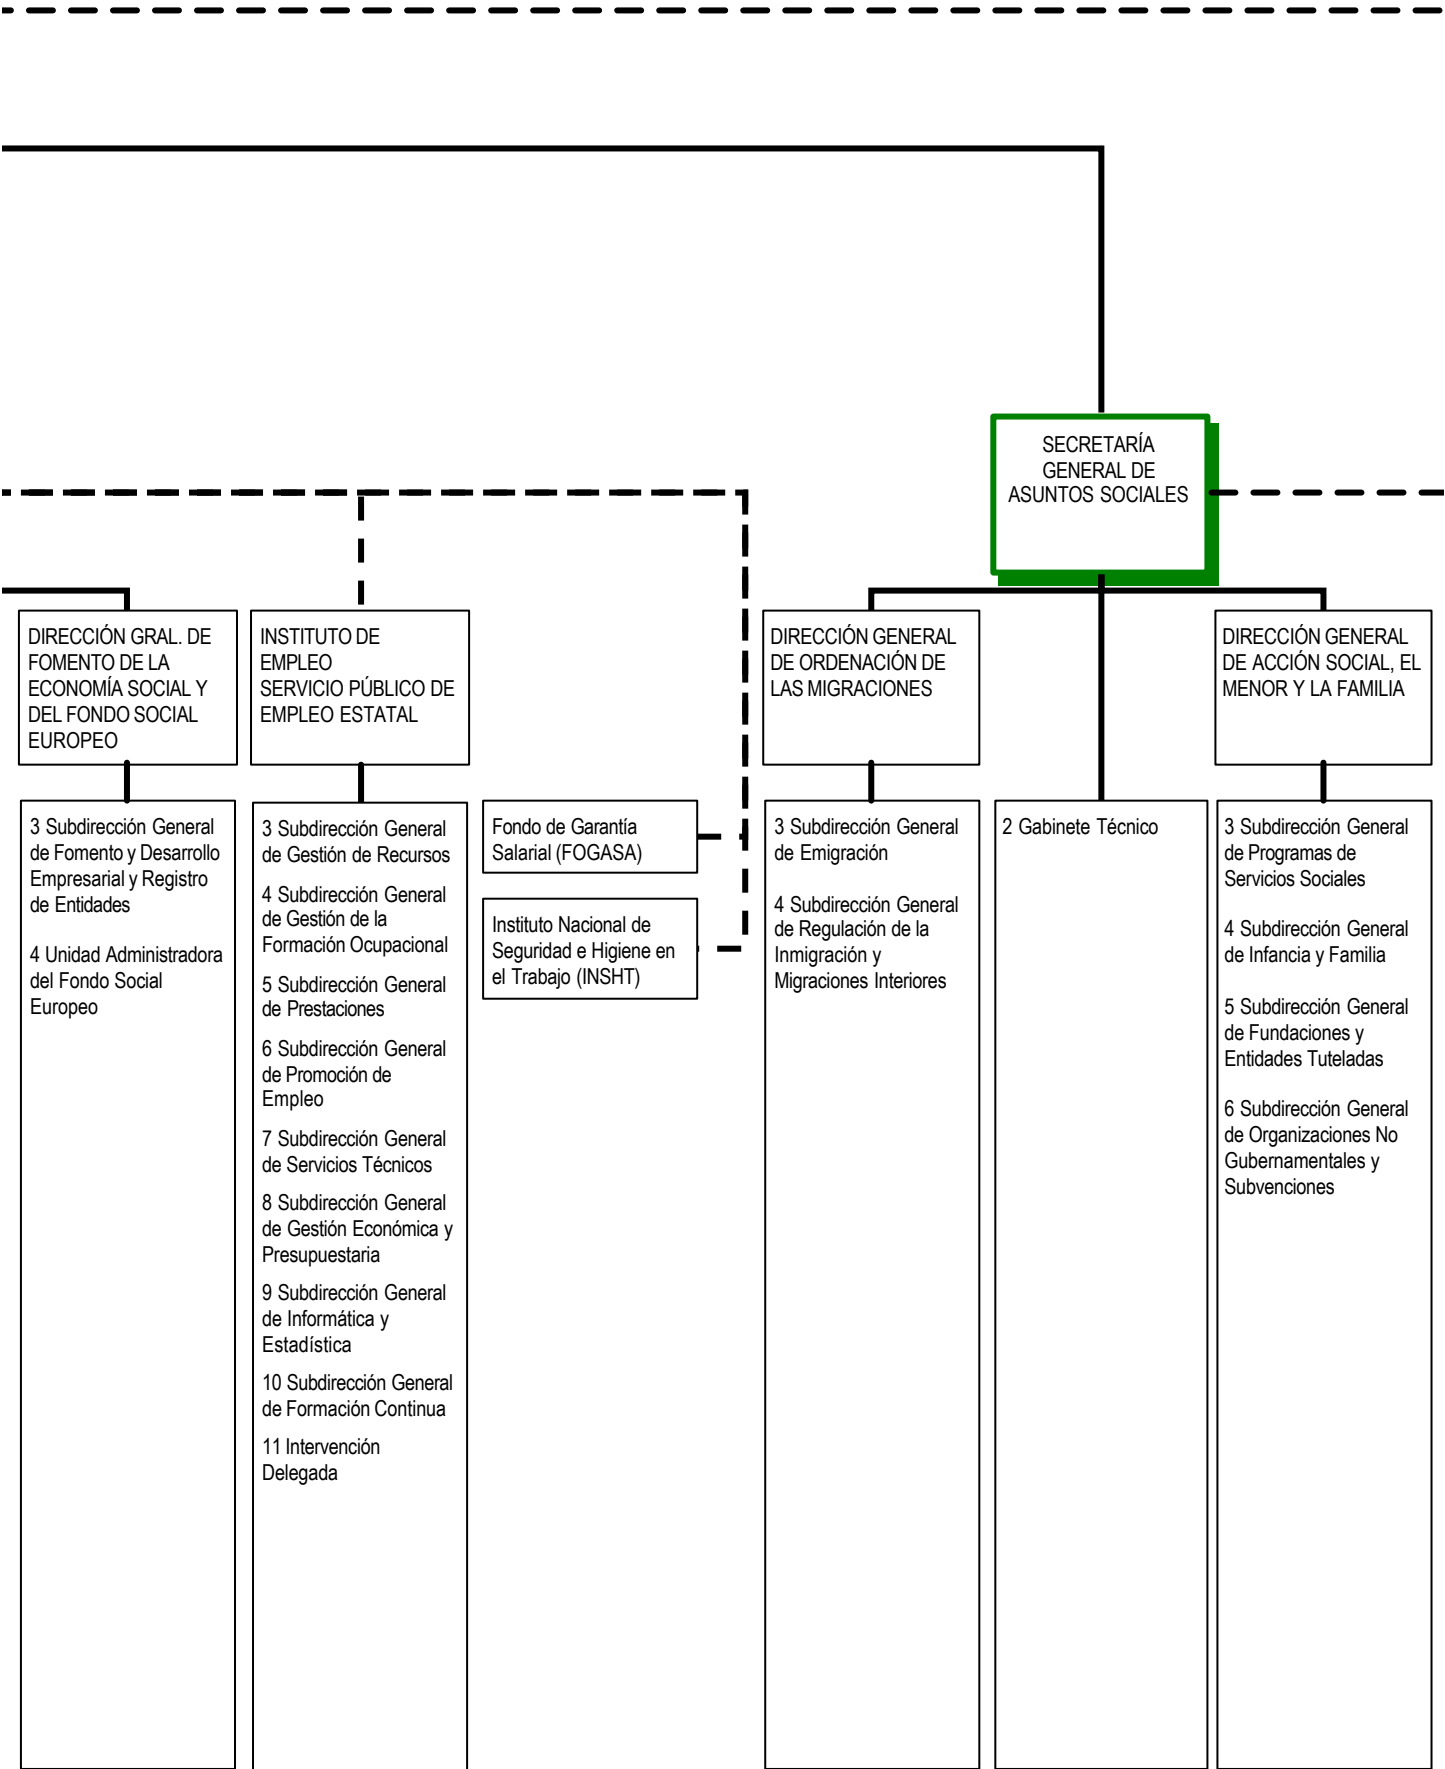 SECRETARÍA
GENERAL DE
ASUNTOS SOCIALES
DIRECCIÓN GRAL. DE
FOMENTO DE LA
ECONOMÍA SOCIAL Y
DEL FONDO SOCIAL
EUROPEO
INSTITUTO DE
EMPLEO
SERVICIO PÚBLICO DE
EMPLEO ESTATAL
DIRECCIÓN GENERAL
DE ORDENACIÓN DE
LAS MIGRACIONES
DIRECCIÓN GENERAL
DE ACCIÓN SOCIAL, EL
MENOR Y LA FAMILIA
3 Subdirección General
de Fomento y Desarrollo
Empresarial y Registro
de Entidades
4 Unidad Administradora
del Fondo Social
Europeo
3 Subdirección General
de Gestión de Recursos
4 Subdirección General
de Gestión de la
Formación Ocupacional
5 Subdirección General
de Prestaciones
6 Subdirección General
de Promoción de
Empleo
7 Subdirección General
de Servicios Técnicos
8 Subdirección General
de Gestión Económica y
Presupuestaria
9 Subdirección General
de Informática y
Estadística
10 Subdirección General
de Formación Continua
11 Intervención
Delegada
Fondo de Garantía
Salarial (FOGASA)
Instituto Nacional de
Seguridad e Higiene en
el Trabajo (INSHT)
3 Subdirección General
de Emigración
4 Subdirección General
de Regulación de la
Inmigración y
Migraciones Interiores
2 Gabinete Técnico
3 Subdirección General
de Programas de
Servicios Sociales
4 Subdirección General
de Infancia y Familia
5 Subdirección General
de Fundaciones y
Entidades Tuteladas
6 Subdirección General
de Organizaciones No
Gubernamentales y
Subvenciones